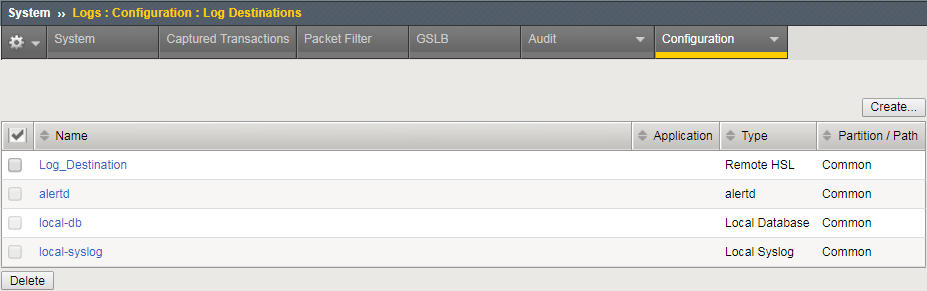 System ›› Logs : Configuration : Log Destinations
System Captured Transactions Packet Filter GSLB Audit Configuration
Create...
Name Application Type Partition / Path
Log_Destination Remote HSL Common
alertd alertd Common
local-db Local Database Common
local-syslog Local Syslog Common
Delete